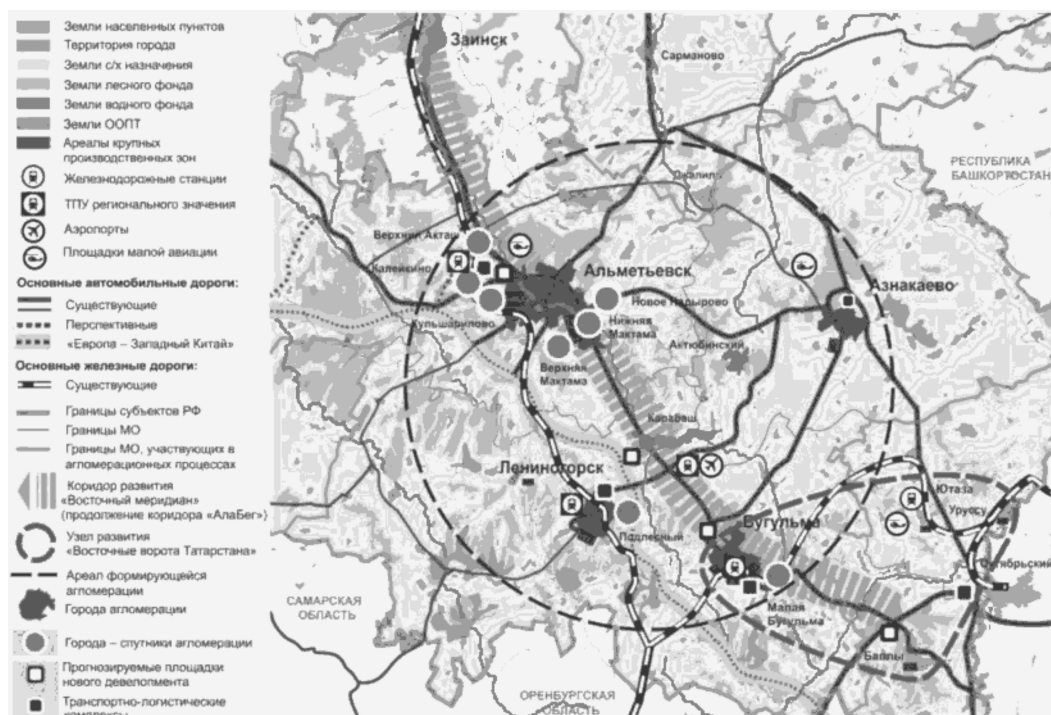 Земли населенных пунктов
Территория города
Земли с/х назначения
Земли лесного фонда
Земли водного фонда
Земли ООПТ
Ареалы крупных
производственных зон
Железнодорожные станции
ТПУ регионального значения
Аэропорты
Площадки малой авиации
Основные автомобильные дороги:
Существующие
Перспективные
«Европа – Западный Китай»
Основные железные дороги:
Существующие
Границы субъектов РФ
Границы МО
Границы МО, участвующих в
агломерационных процессах
Коридор развития
«Восточный меридиан»
(продолжение коридора «АлаБег»)
Узел развития
«Восточные ворота Татарстана»
Ареал формирующейся
агломерации
Города агломерации
Города – спутники агломерации
Прогнозируемые площадки
нового девелопмента
Транспортно-логистические
Заинск
Сарманово
РЕСПУБЛИКА
БАШКОРТОСТАН
Джалиль
Верхний Акташ
Калейкино
Альметьевск
Азнакаево
Новое Надырово
Кульшарипово
Нижняя
Мактама
Актюбинский
Верхняя
Мактама
Карабаш
Лениногорск
Ютаза
Уруссу
Бугульма
Подлесный
Октябрьский
САМАРСКАЯ
ОБЛАСТЬ
Малая
Бугульма
Бавлы
ОРЕНБУРГСКАЯ
ОБЛАСТЬ